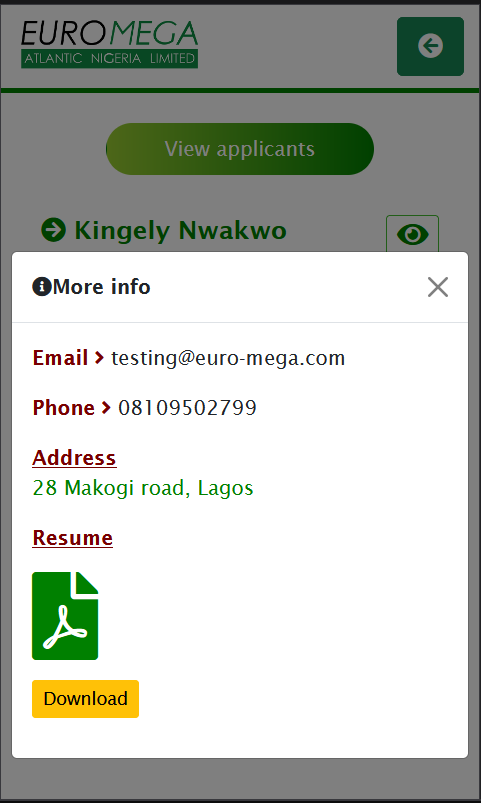 EUROMEGA
ATLANTIC NIGERIA LIMITED
View applicants
Kingely Nwakwo
More info
Email > testing@euro-mega.com
Phone > 08109502799
Address
28 Makogi road, Lagos
Resume
Download